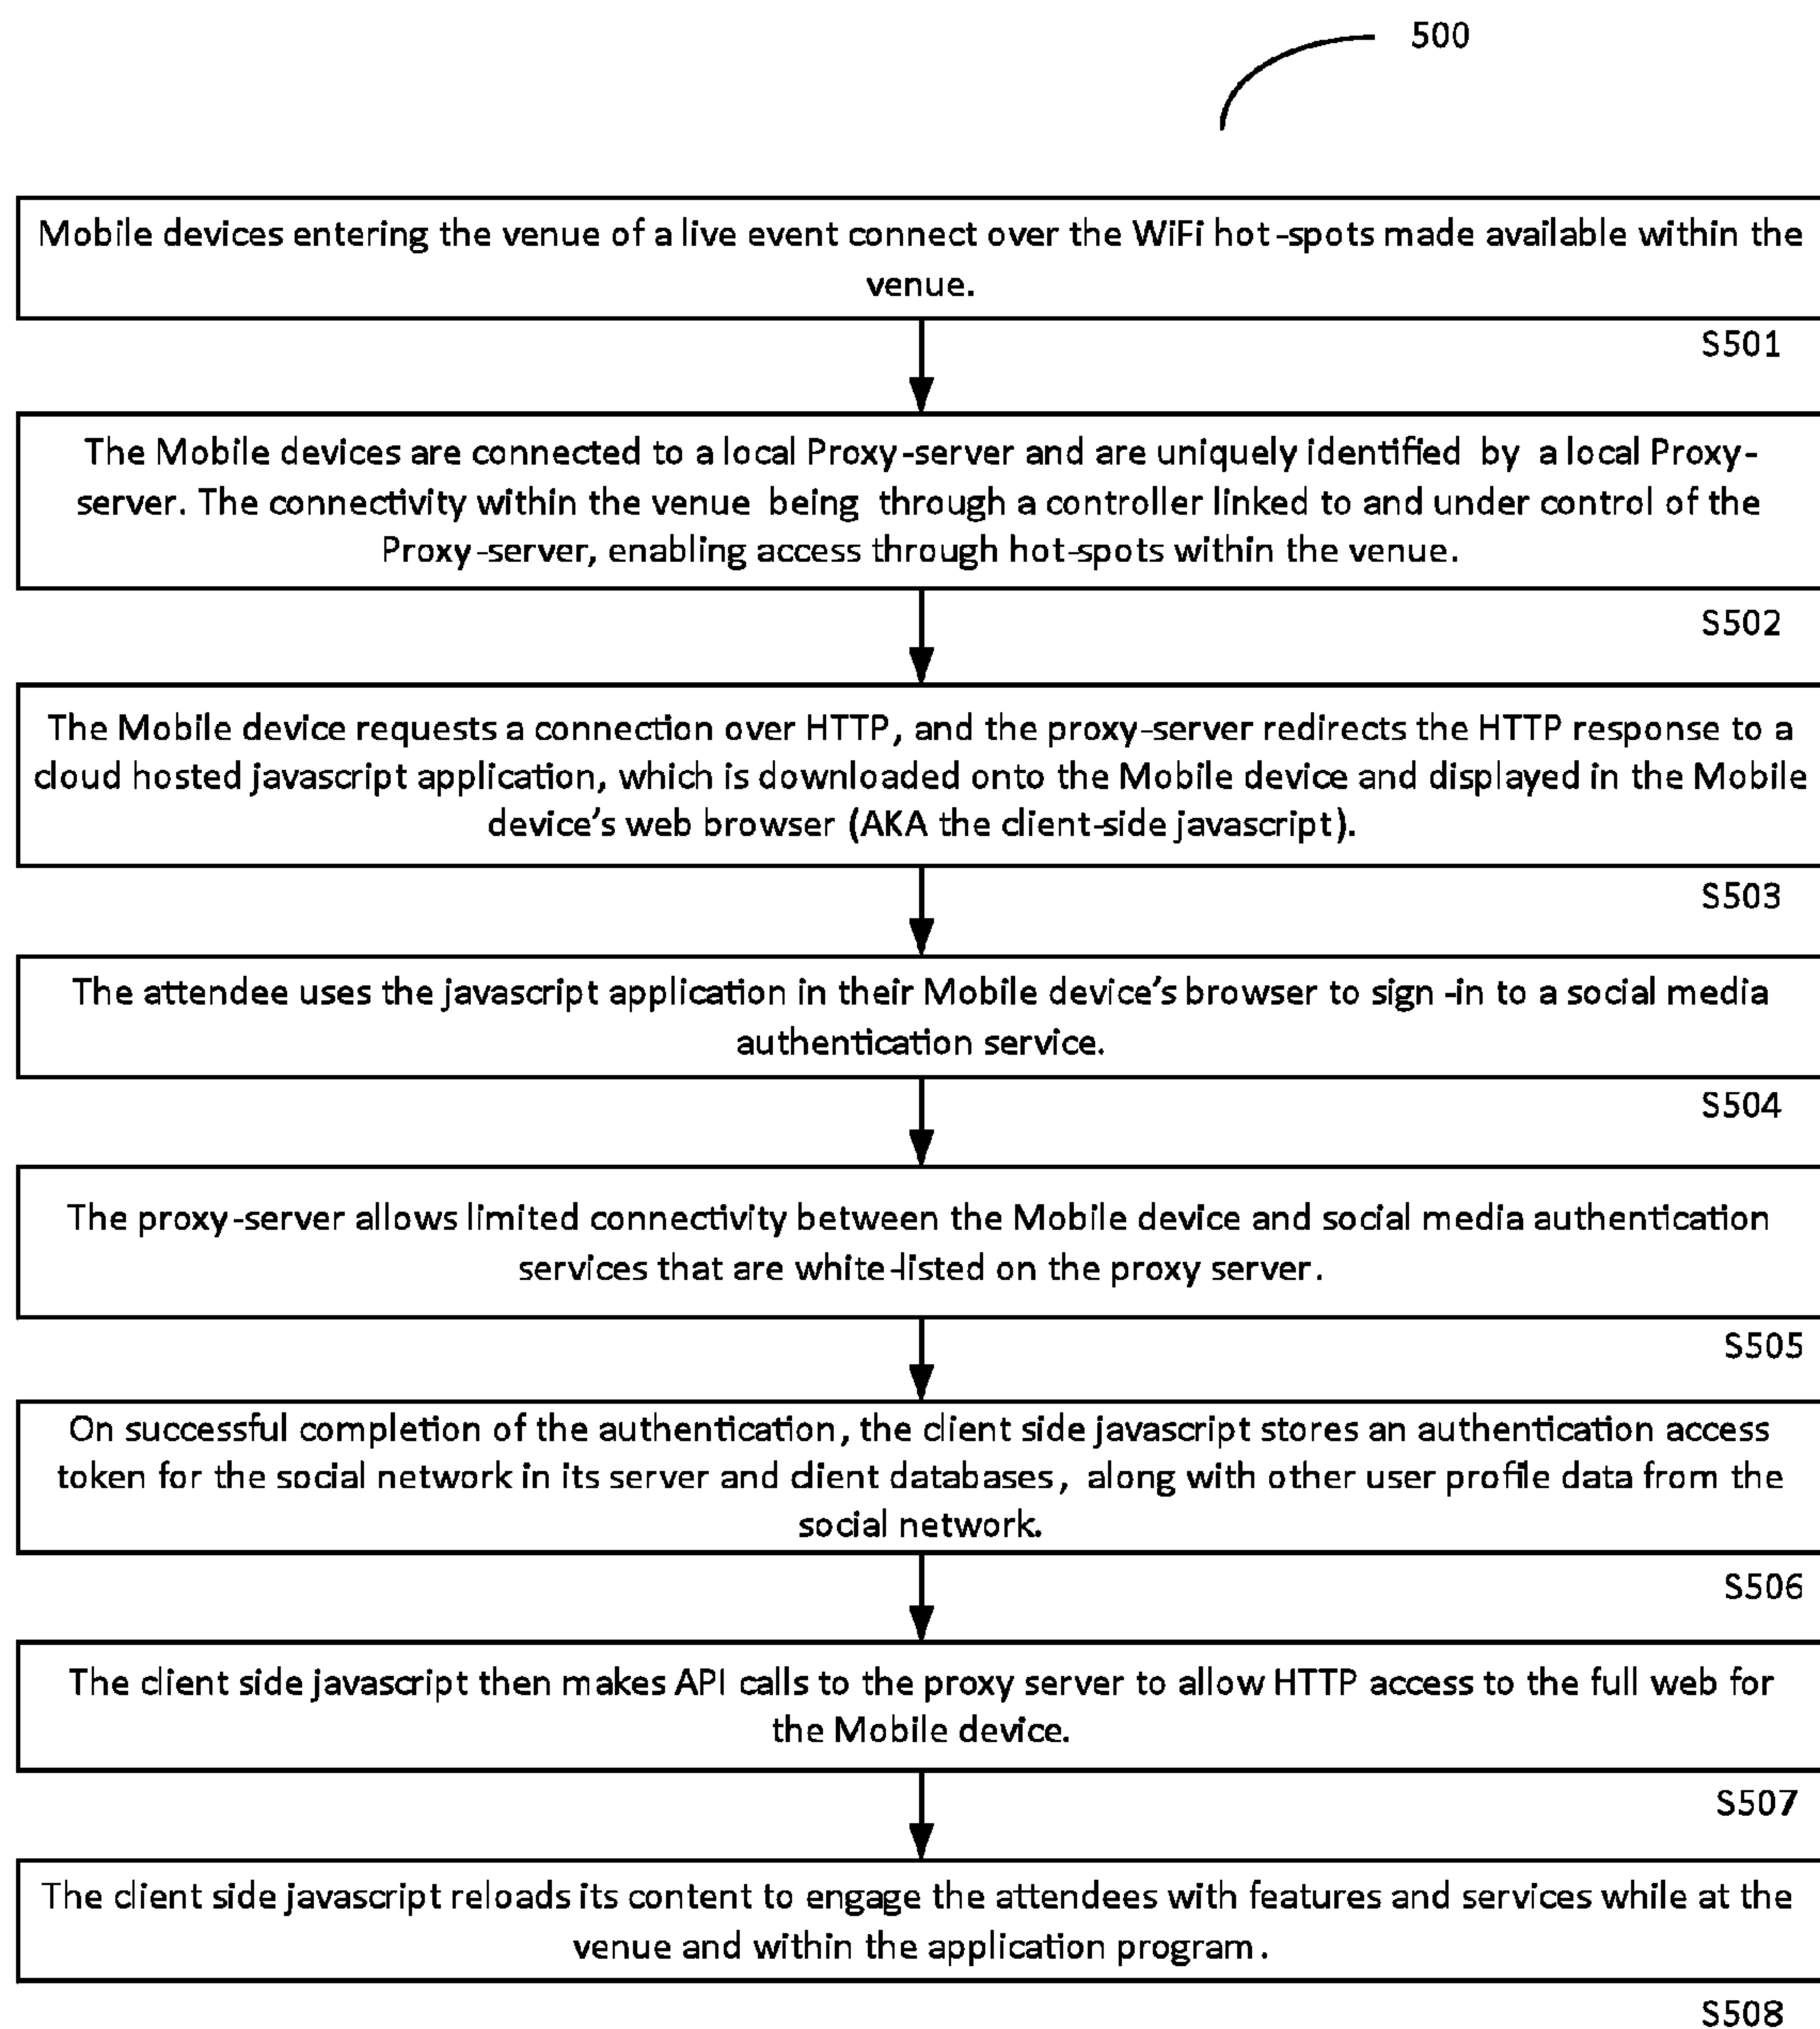 500
Mobile devices entering the venue of a live event connect over the WiFi hot-spots made available within the
venue.
S501
The Mobile devices are connected to a local Proxy-server and are uniquely identified by a local Proxy-
server. The connectivity within the venue being through a controller linked to and under control of the
Proxy-server, enabling access through hot-spots within the venue.
S502
The Mobile device requests a connection over HTTP, and the proxy-server redirects the HTTP response to a
cloud hosted javascript application, which is downloaded onto the Mobile device and displayed in the Mobile
device's web browser (AKA the client-side javascript).
S503
The attendee uses the javascript application in their Mobile device's browser to sign-in to a social media
authentication service.
S504
The proxy-server allows limited connectivity between the Mobile device and social media authentication
services that are white-listed on the proxy server.
S505
On successful completion of the authentication, the client side javascript stores an authentication access
token for the social network in its server and client databases, along with other user profile data from the
social network.
S506
The client side javascript then makes API calls to the proxy server to allow HTTP access to the full web for
the Mobile device.
S507
The client side javascript reloads its content to engage the attendees with features and services while at the
venue and within the application program.
S508